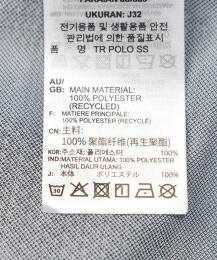 UKURAN: J32
전기용품 및 생활용품 안전
관리법에 의한 품질표시
품    명    : TR POLO SS
AU/
GB: MAIN MATERIAL:
100% POLYESTER
(RECYCLED)
F: MATIERE PRINCIPALE:
100% POLYESTER (RECYCLÉ)
CN: 主料:
100% 聚酯纤维(再生聚酯)
KOR: 주소재: 폴리에스터 100%
IND: MATERIAL UTAMA: 100% POLYESTER
HASIL DAUR ULANG
J: 本体 ポリエステル 100%
30